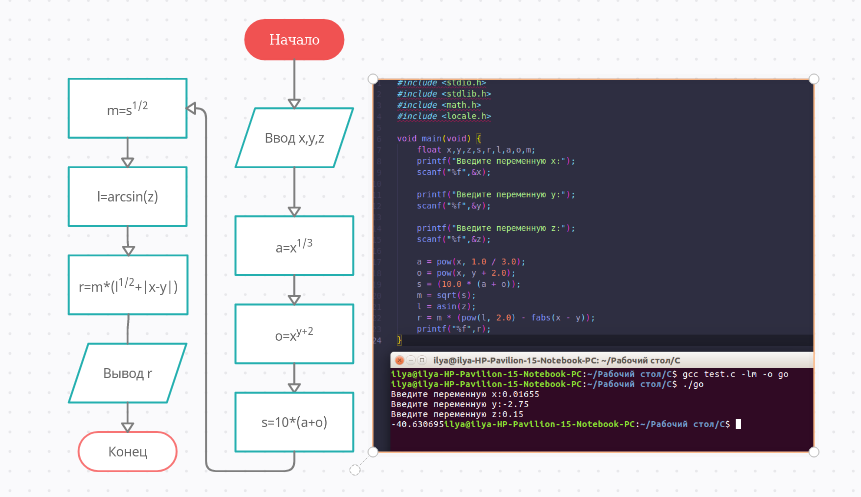 Начало
Ввод x,y,z
a=x^1/3
o=x^y+2
s=10*(a+o)
m=s^1/2
l=arcsin(z)
r=m*(l^1/2+|x-y|)
Вывод r
Конец
#include <stdio.h>
#include <stdlib.h>
#include <math.h>
#include <locale.h>
void main(void) {
float x,y,z,s,r,l,a,o,m;
printf("Введите переменную x:");
scanf("%f",&x);
printf("Введите переменную y:");
scanf("%f",&y);
printf("Введите переменную z:");
scanf("%f",&z);
a = pow(x, 1.0 / 3.0);
o = pow(x, y + 2.0);
s = (10.0 * (a + o));
m = sqrt(s);
l = asin(z);
r = m * (pow(l, 2.0) - fabs(x - y));
printf("%f",r);
24 }
ilya@ilya-HP-Pavilion-15-Notebook-PC: ~/Рабочий стол/C
ilya@ilya-HP-Pavilion-15-Notebook-PC:~/Рабочий стол/C$ gcc test.c -lm -o go
ilya@ilya-HP-Pavilion-15-Notebook-PC:~/Рабочий стол/C$ ./go
Введите переменную x:0.01655
Введите переменную y:-2.75
Введите переменную z:0.15
-40.630695ilya@ilya-HP-Pavilion-15-Notebook-PC:~/Рабочий стол/C$